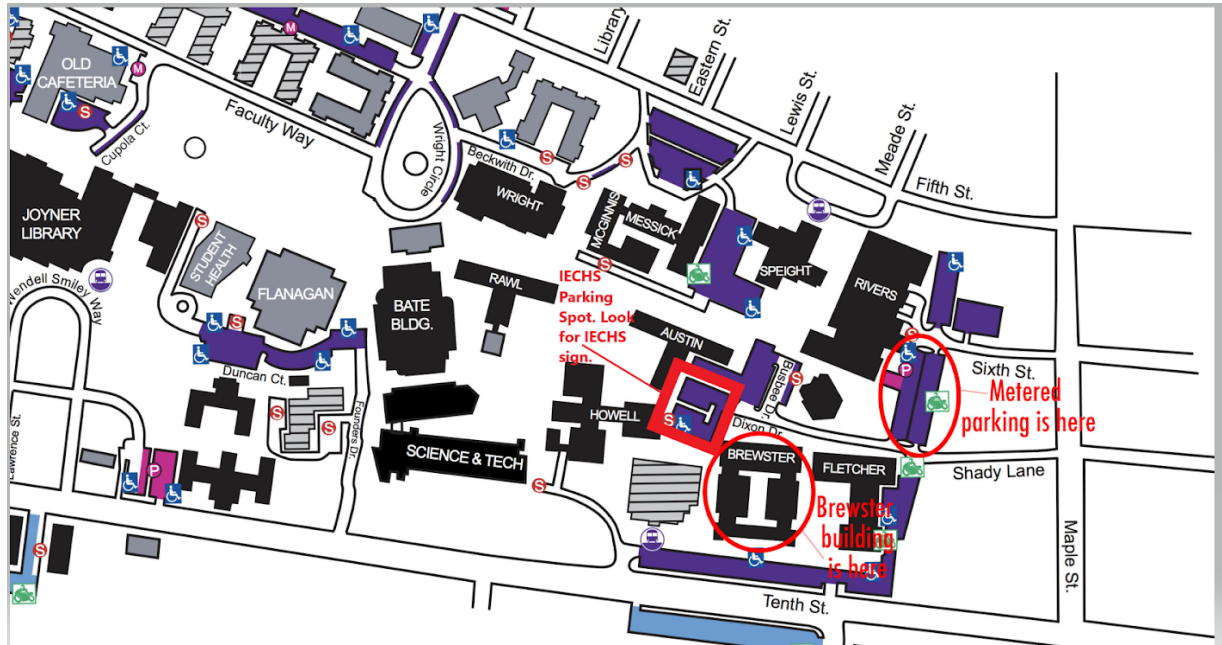 Library
Eastern St.
Lewis St.
Meade St.
Fifth St.
M
M
OLD
CAFETERIA
S
Cupola Ct.
Faculty Way
Wright Circle
Beckwith Dr.
S
S
S
WRIGHT
MCGINNIS
MESSICK
S
SPEIGHT
RIVERS
JOYNER
LIBRARY
S
STUDENT
HEALTH
FLANAGAN
S
Wendell Smiley Way
BATE
BLDG.
RAWL
IECHS
Parking
Spot. Look
for IECHS
sign.
AUSTIN
S
P
Sixth St.
Metered
parking is here
Duncan Ct.
Founders Dr.
S
S
HOWELL
S
Busbee Dr.
S
Dixon Dr.
Shady Lane
Lawrence St.
P
SCIENCE & TECH
S
BREWSTER
FLETCHER
Brewster
building
is here
S
Maple St.
Tenth St.